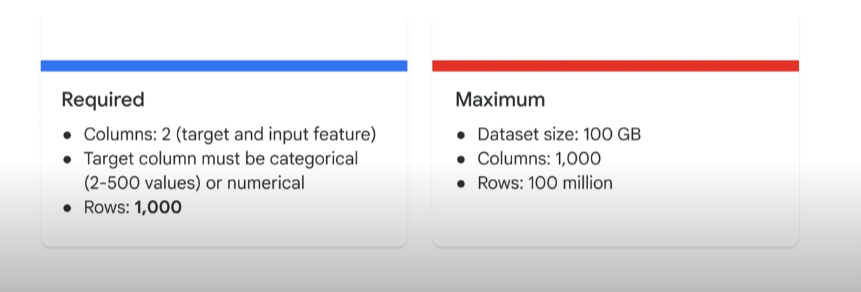 Required
• Columns: 2 (target and input feature)
• Target column must be categorical
(2-500 values) or numerical
• Rows: 1,000
Maximum
• Dataset size: 100 GB
• Columns: 1,000
• Rows: 100 million